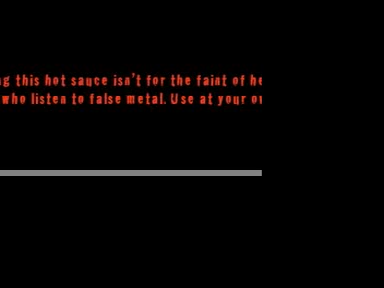 this hot sauce isn't for the faint of
who listen to false metal. Use at your